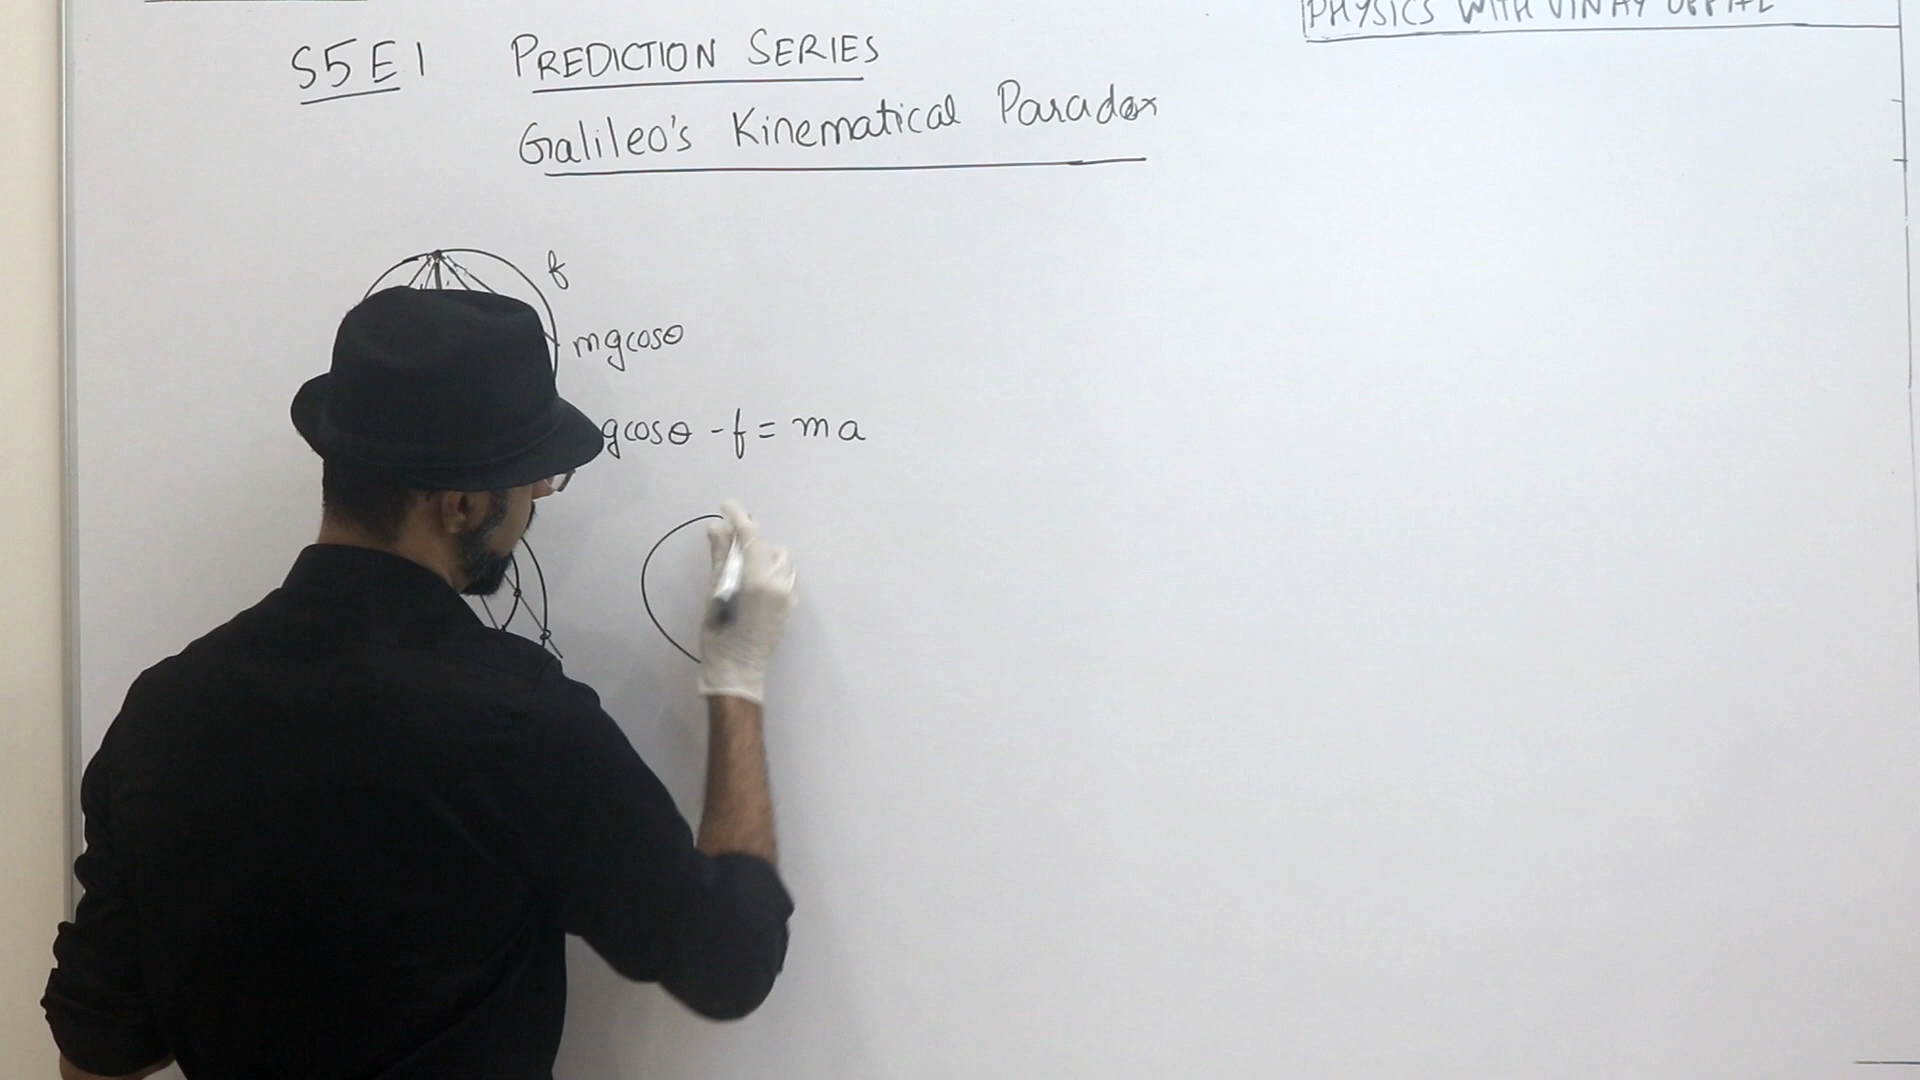 PHYSICS WITH VINAY UPPAL
S5E1 PREDICTION SERIES
Galileo's Kinematical Paradox
f
mgcosθ
gcosθ - f = ma